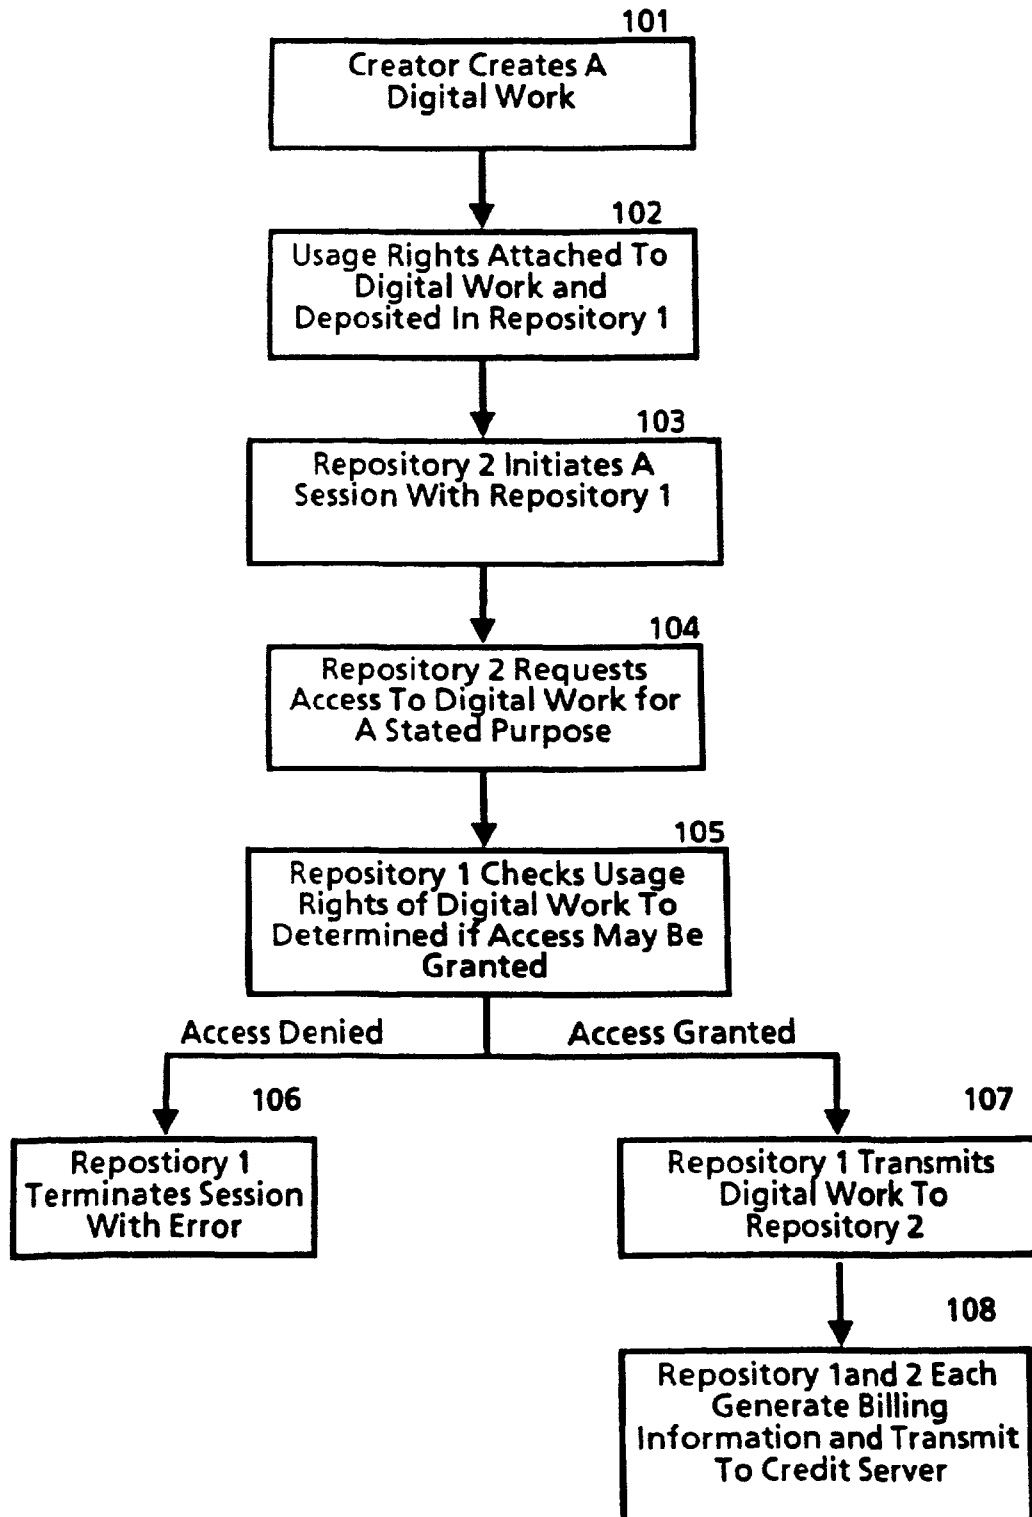 101
Creator Creates A
Digital Work
102
Usage Rights Attached To
Digital Work and
Deposited In Repository 1
103
Repository 2 Initiates A
Session With Repository 1
104
Repository 2 Requests
Access To Digital Work for
A Stated Purpose
105
Repository 1 Checks Usage
Rights of Digital Work To
Determined if Access May Be
Granted
Access Denied
Access Granted
106
Repostiory 1
Terminates Session
With Error
107
Repository 1 Transmits
Digital Work To
Repository 2
108
Repository 1and 2 Each
Generate Billing
Information and Transmit
To Credit Server